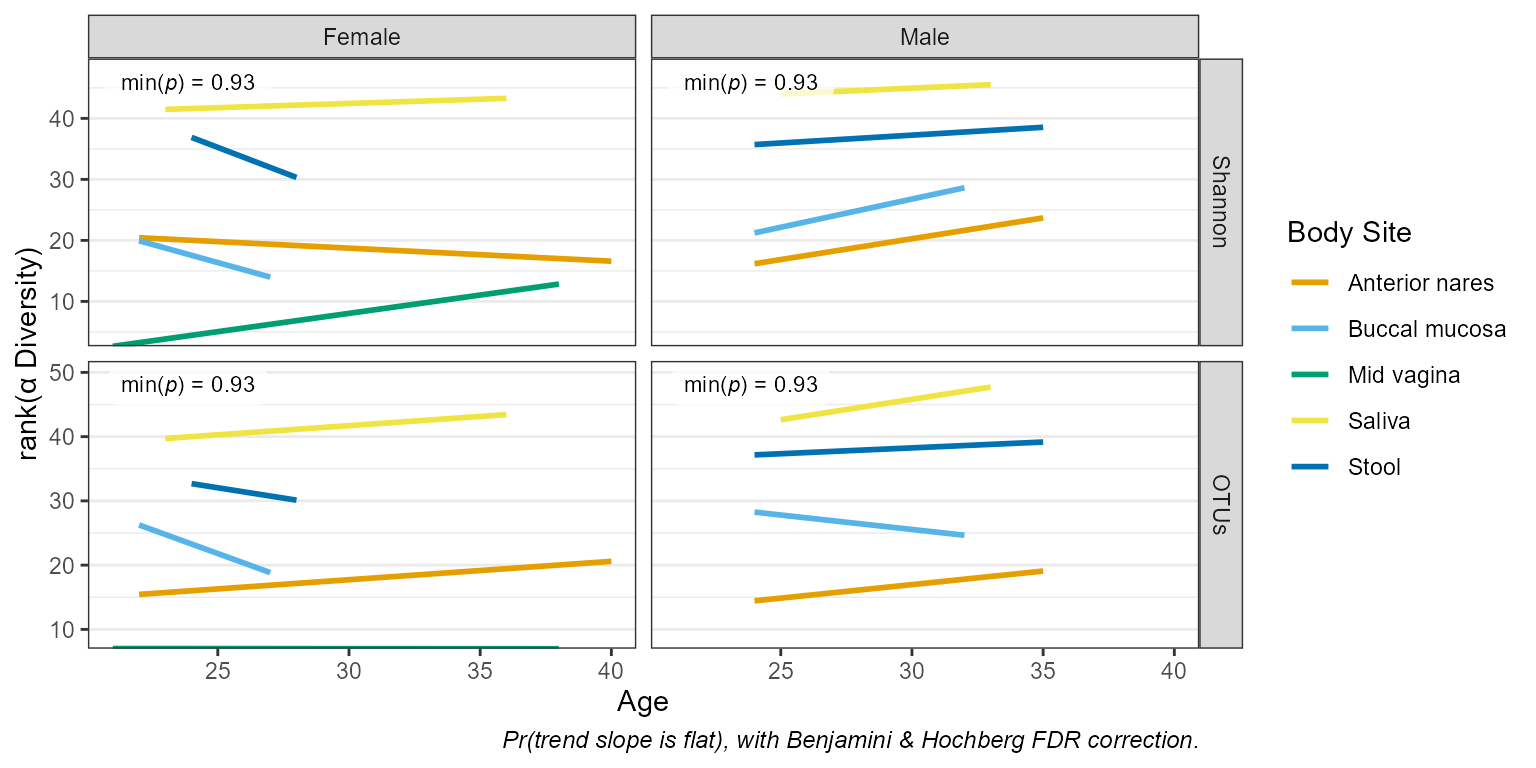 Female
Male
min(p) = 0.93
min(p) = 0.93
40
30
20
10
Shannon
rank(α Diversity)
min(p) = 0.93
min(p) = 0.93
50
40
30
20
10
OTUs
25
30
35
40
25
30
35
40
Age
Pr(trend slope is flat), with Benjamini & Hochberg FDR correction.
Body Site
Anterior nares
Buccal mucosa
Mid vagina
Saliva
Stool